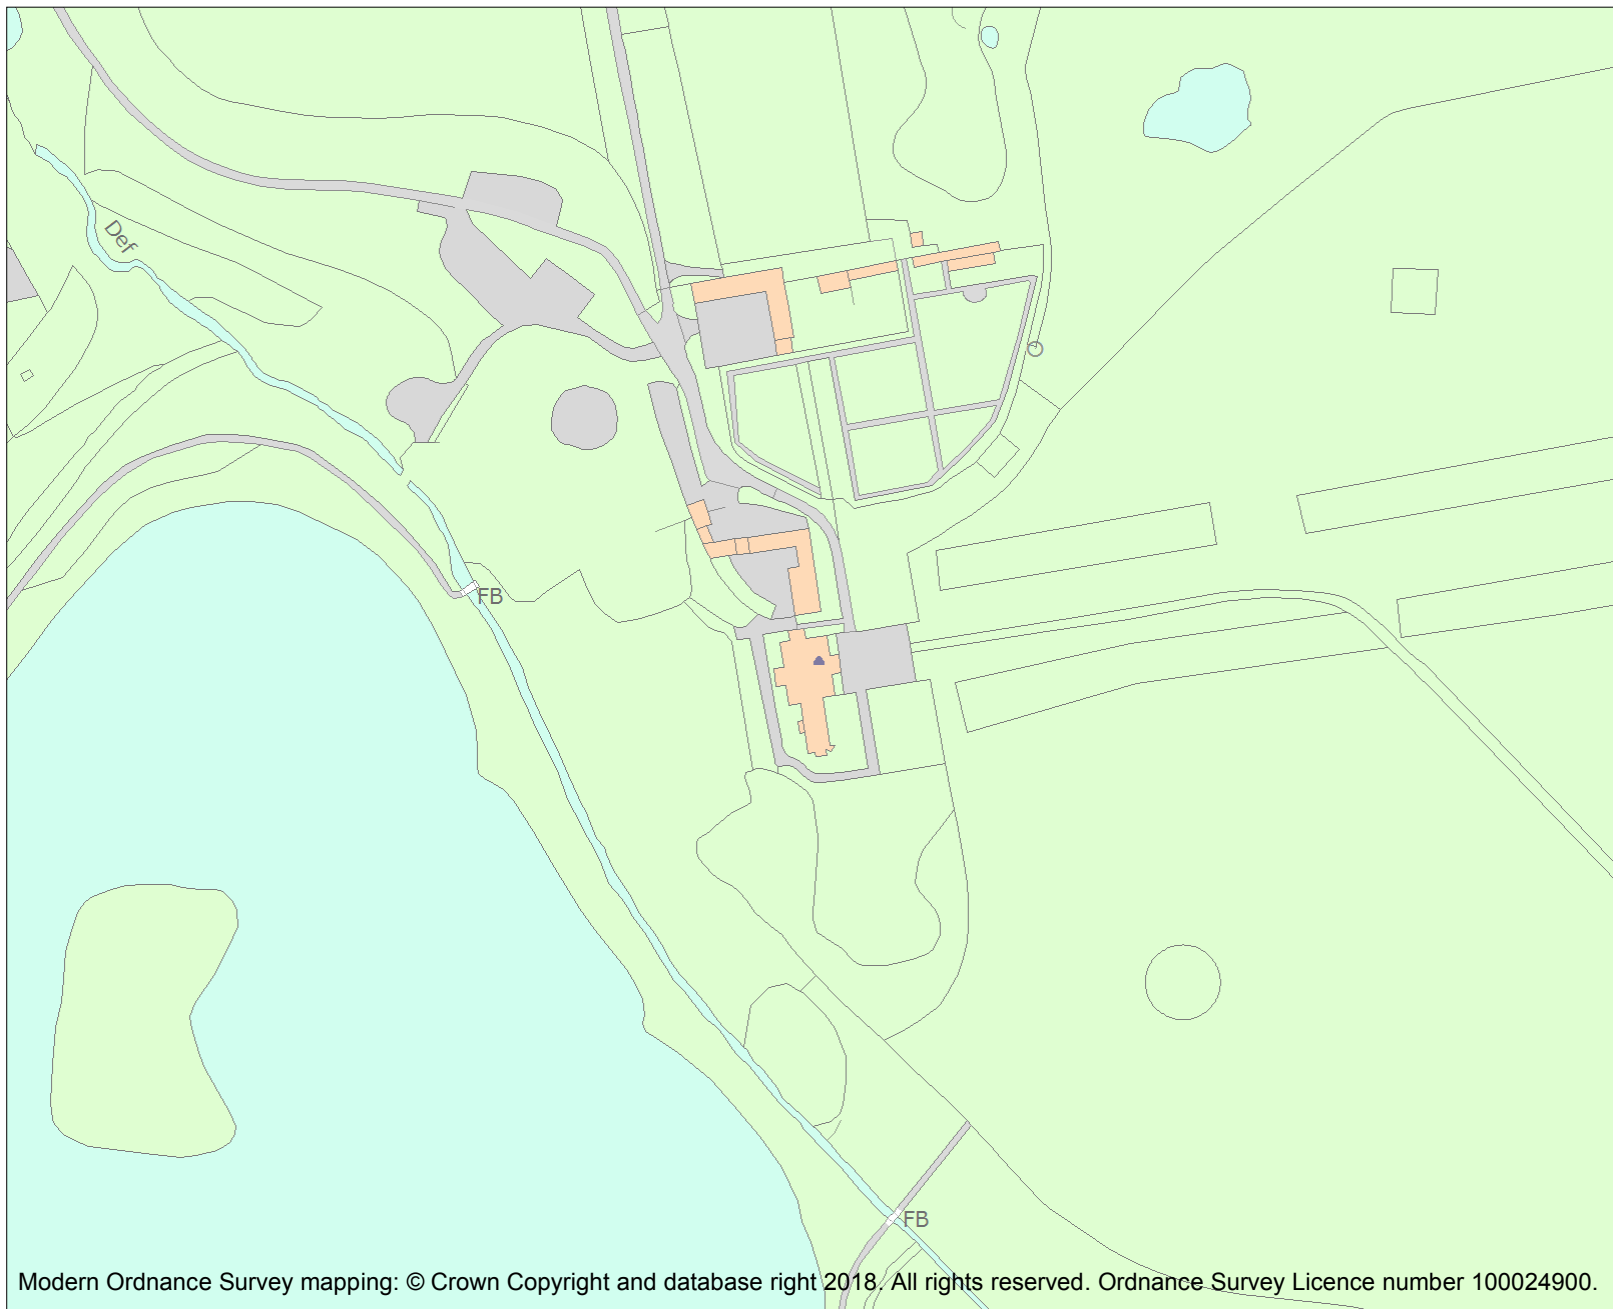 Def
FB
FB
Modern Ordnance Survey mapping: © Crown Copyright and database right 2018. All rights reserved. Ordnance Survey Licence number 100024900.